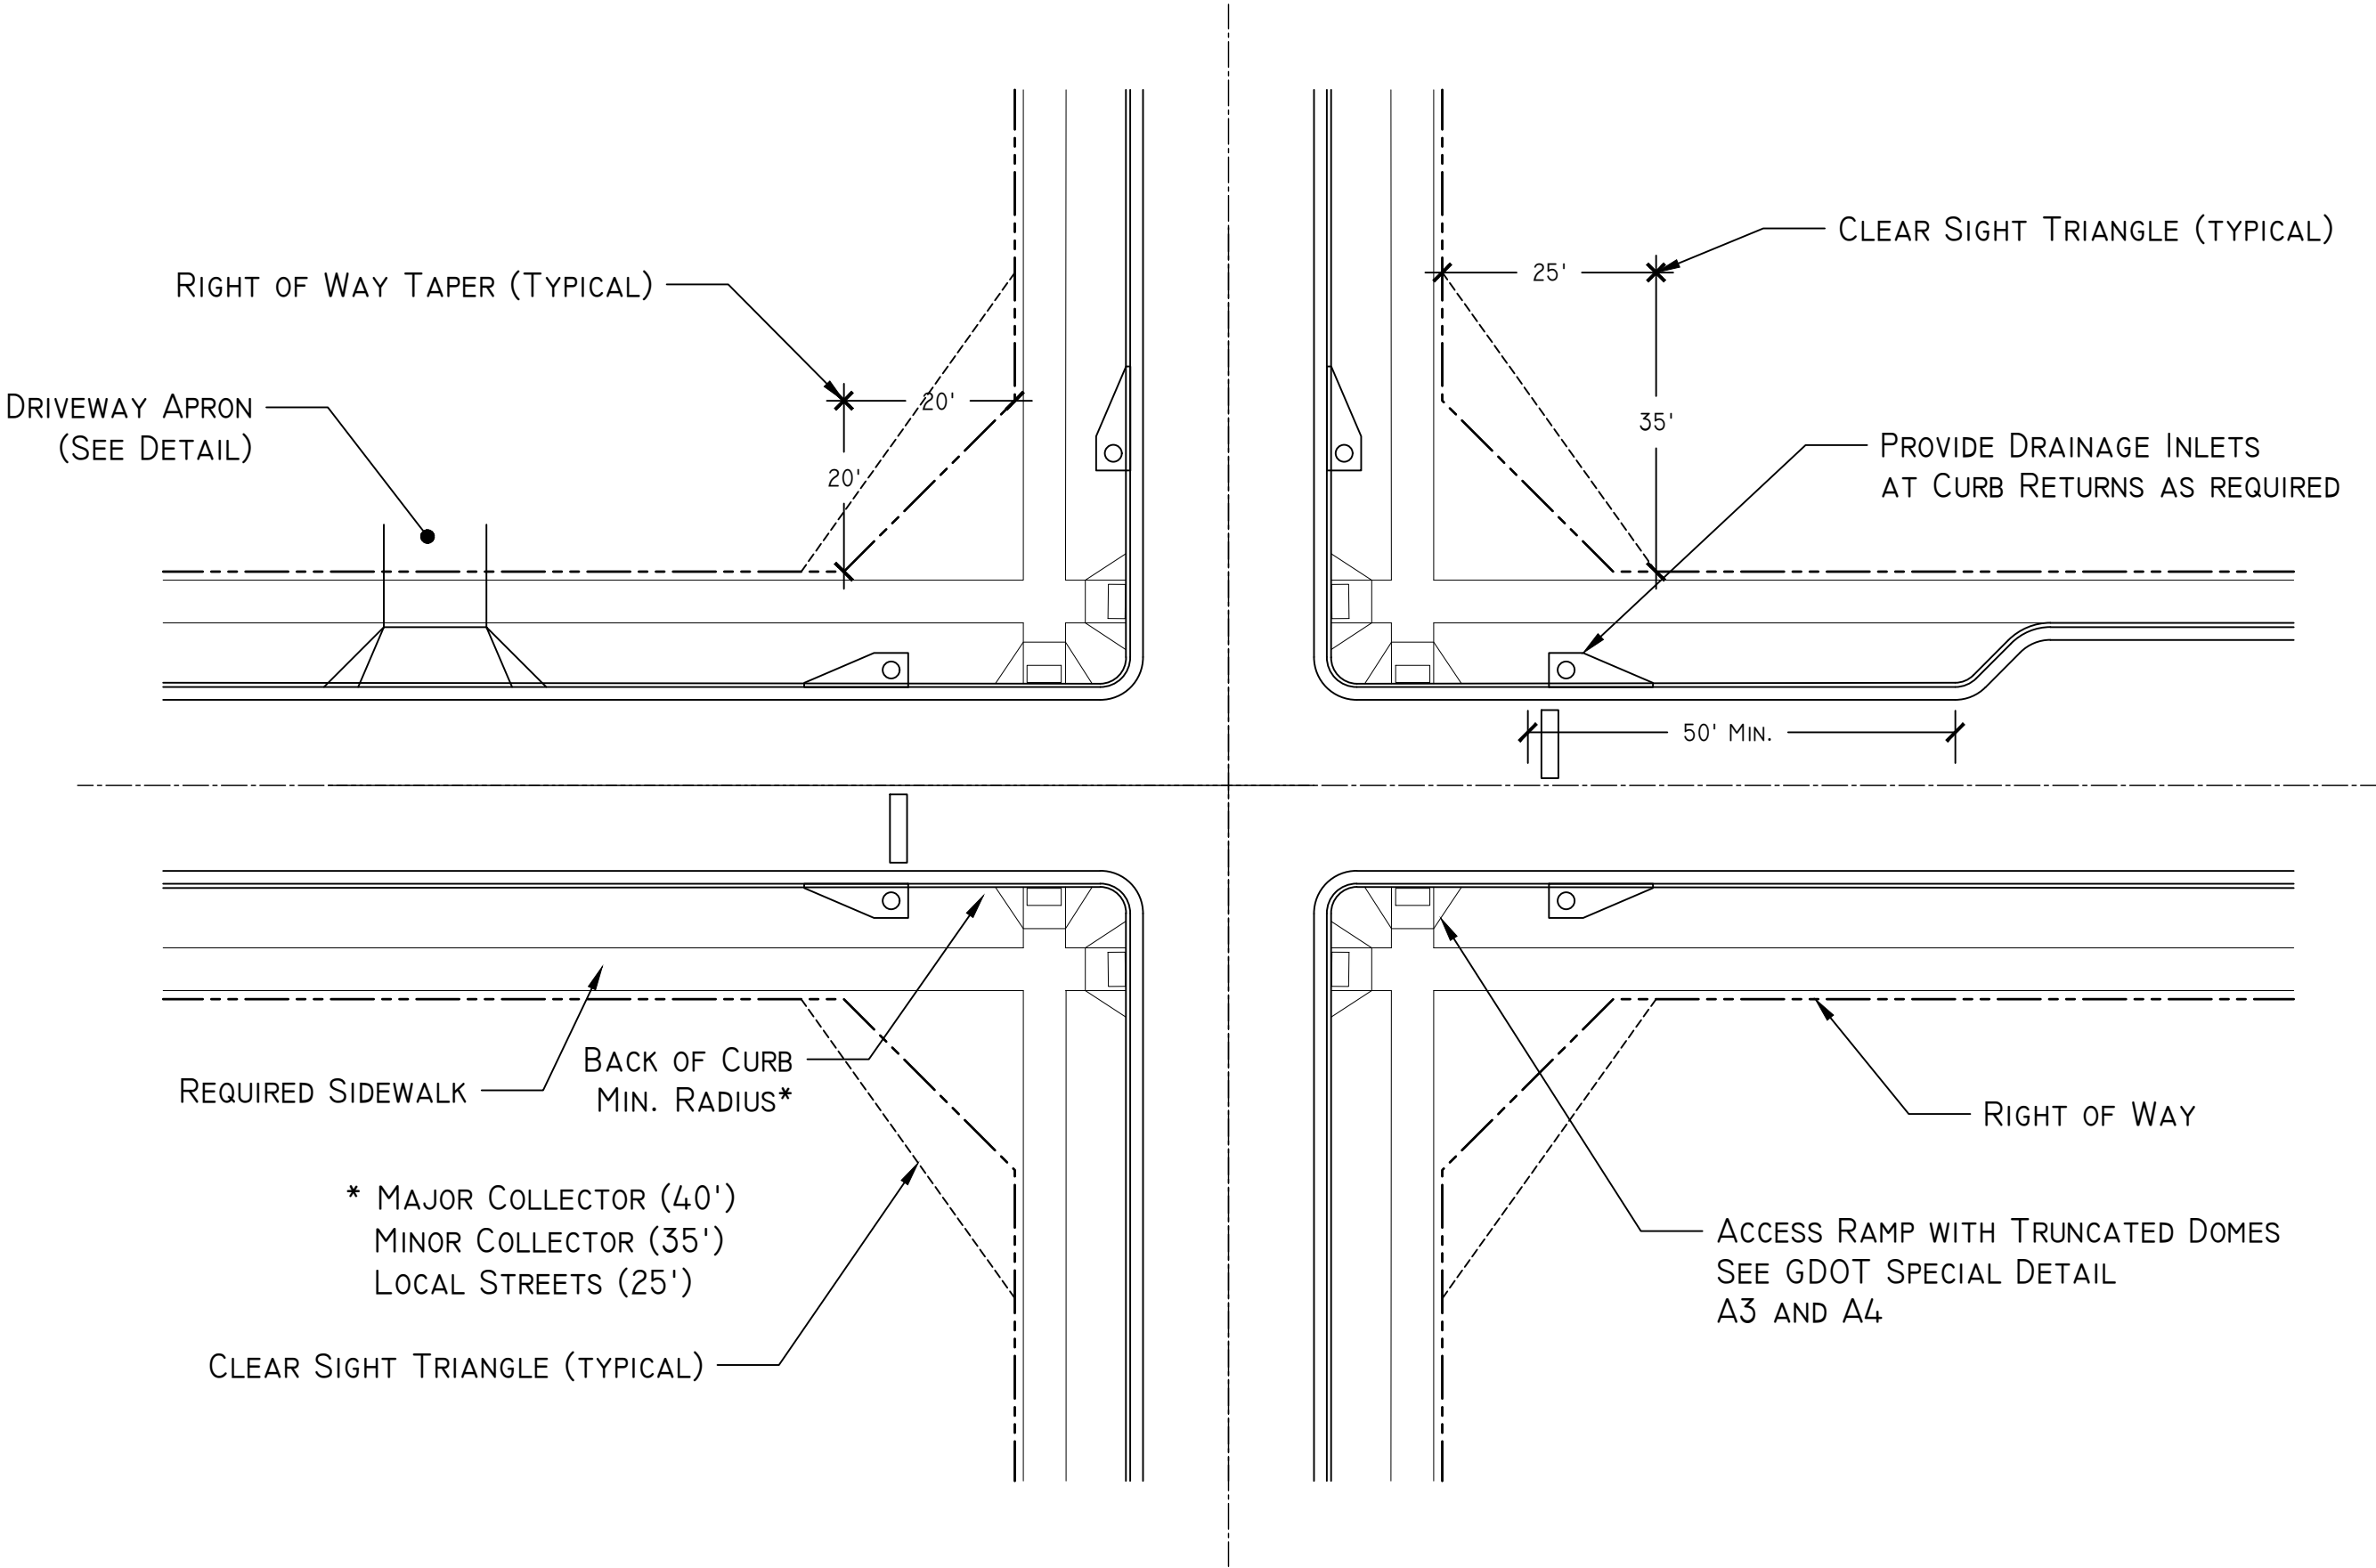 Clear Sight Triangle (typical)
25'
Right of Way Taper (Typical)
Driveway Apron
(See Detail)
20'
20'
35'
Provide Drainage Inlets
at Curb Returns as required
50' Min.
Back of Curb
Min. Radius*
Required Sidewalk
Right of Way
* Major Collector (40')
Minor Collector (35')
Local Streets (25')
Access Ramp with Truncated Domes
See GDOT Special Detail
A3 and A4
Clear Sight Triangle (typical)